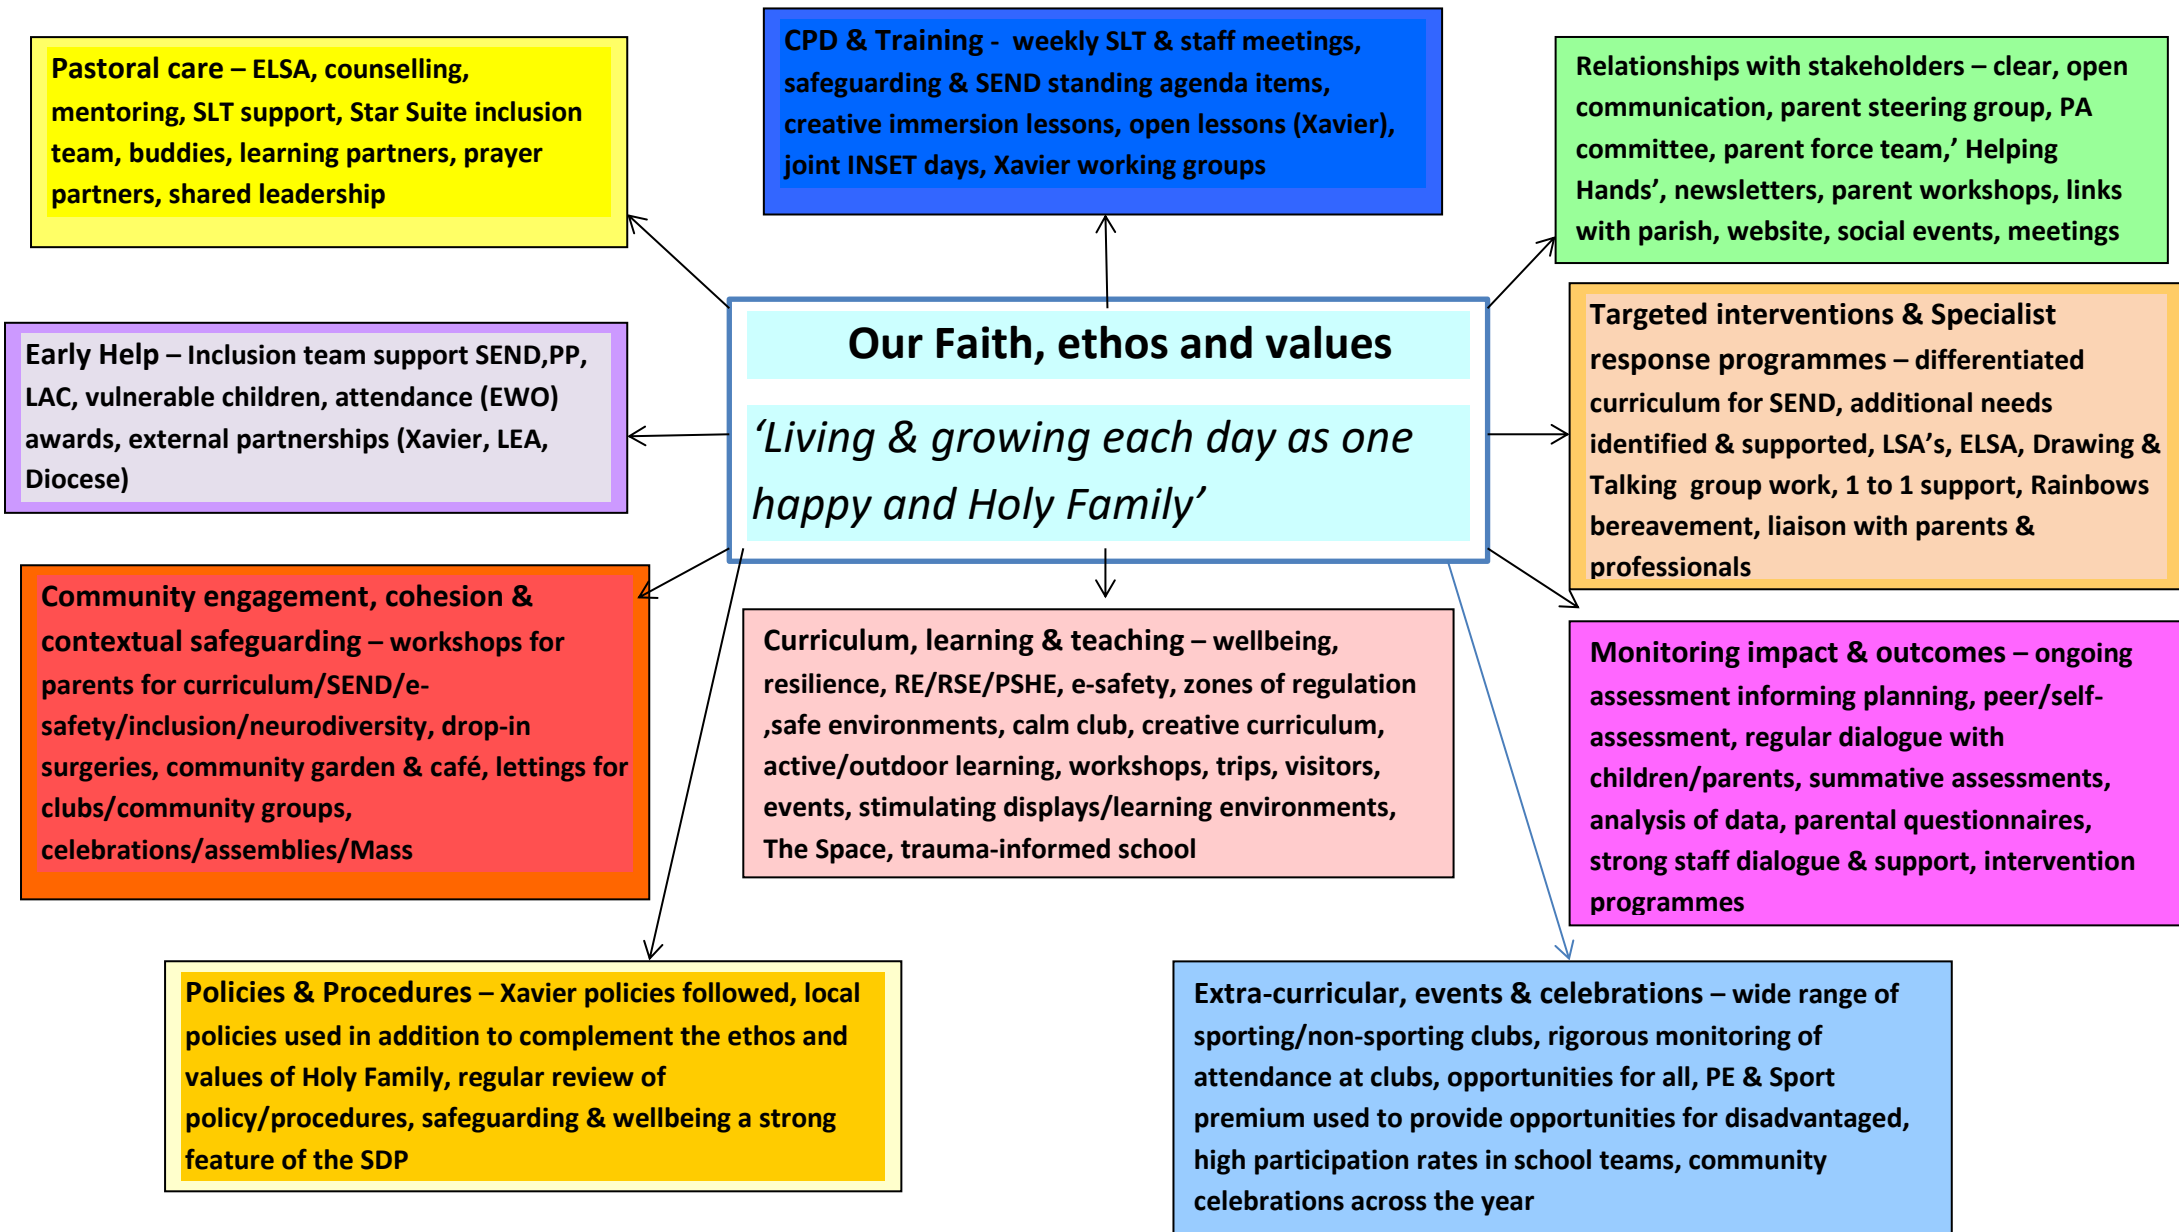 Pastoral care – ELSA, counselling,
mentoring, SLT support, Star Suite inclusion
team, buddies, learning partners, prayer
partners, shared leadership
CPD & Training -  weekly SLT & staff meetings,
safeguarding & SEND standing agenda items,
creative immersion lessons, open lessons (Xavier),
joint INSET days, Xavier working groups
Relationships with stakeholders – clear, open
communication, parent steering group, PA
committee, parent force team,’ Helping
Hands’, newsletters, parent workshops, links
with parish, website, social events, meetings
Early Help – Inclusion team support SEND,PP,
LAC, vulnerable children, attendance (EWO)
awards, external partnerships (Xavier, LEA,
Diocese)
Our Faith, ethos and values
‘Living & growing each day as one
happy and Holy Family’
Targeted interventions & Specialist
response programmes – differentiated
curriculum for SEND, additional needs
identified & supported, LSA’s, ELSA, Drawing &
Talking  group work, 1 to 1 support, Rainbows
bereavement, liaison with parents &
professionals
Community engagement, cohesion &
contextual safeguarding – workshops for
parents for curriculum/SEND/e-
safety/inclusion/neurodiversity, drop-in
surgeries, community garden & café, lettings for
clubs/community groups,
celebrations/assemblies/Mass
Curriculum, learning & teaching – wellbeing,
resilience, RE/RSE/PSHE, e-safety, zones of regulation
,safe environments, calm club, creative curriculum,
active/outdoor learning, workshops, trips, visitors,
events, stimulating displays/learning environments,
The Space, trauma-informed school
Monitoring impact & outcomes – ongoing
assessment informing planning, peer/self-
assessment, regular dialogue with
children/parents, summative assessments,
analysis of data, parental questionnaires,
strong staff dialogue & support, intervention
programmes
Policies & Procedures – Xavier policies followed, local
policies used in addition to complement the ethos and
values of Holy Family, regular review of
policy/procedures, safeguarding & wellbeing a strong
feature of the SDP
Extra-curricular, events & celebrations – wide range of
sporting/non-sporting clubs, rigorous monitoring of
attendance at clubs, opportunities for all, PE & Sport
premium used to provide opportunities for disadvantaged,
high participation rates in school teams, community
celebrations across the year